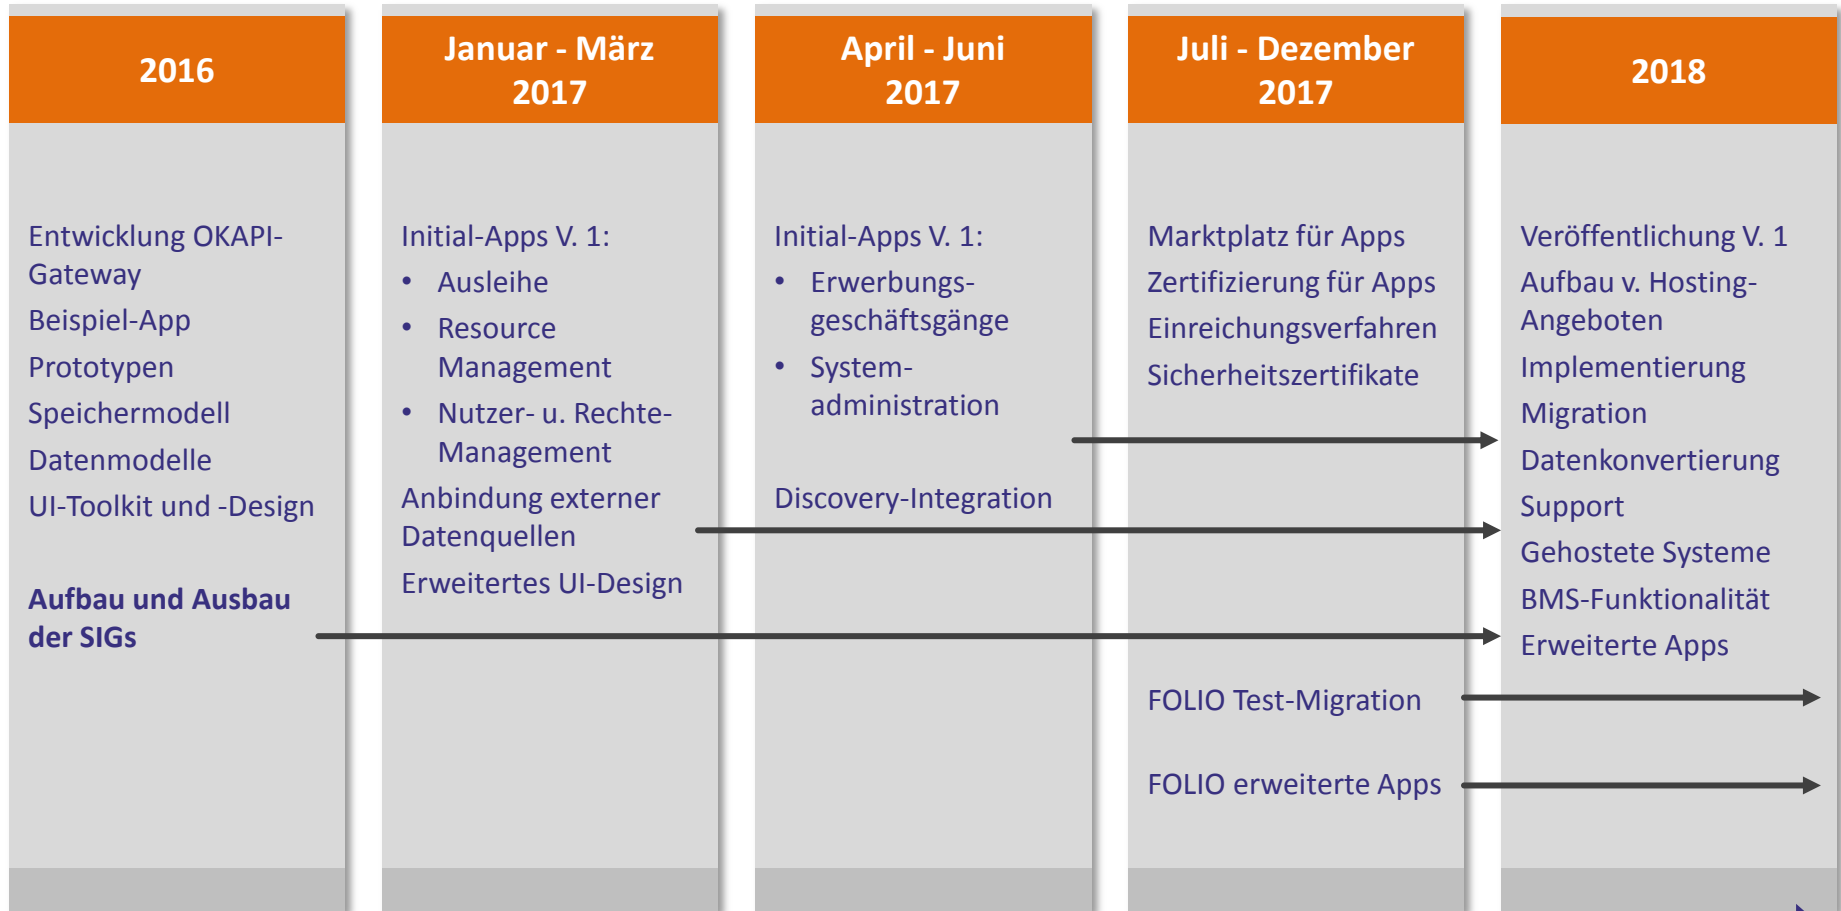 2016
Entwicklung OKAPI-
Gateway
Beispiel-App
Prototypen
Speichermodell
Datenmodelle
UI-Toolkit und -Design
Aufbau und Ausbau
der SIGs
Januar - März
2017
Initial-Apps V. 1:
• Ausleihe
• Resource
Management
• Nutzer- u. Rechte-
Management
Anbindung externer
Datenquellen
Erweitertes UI-Design
April - Juni
2017
Initial-Apps V. 1:
• Erwerbungs-
geschäftsgänge
• System-
administration
Discovery-Integration
Juli - Dezember
2017
Marktplatz für Apps
Zertifizierung für Apps
Einreichungsverfahren
Sicherheitszertifikate
FOLIO Test-Migration
FOLIO erweiterte Apps
2018
Veröffentlichung V. 1
Aufbau v. Hosting-
Angeboten
Implementierung
Migration
Datenkonvertierung
Support
Gehostete Systeme
BMS-Funktionalität
Erweiterte Apps